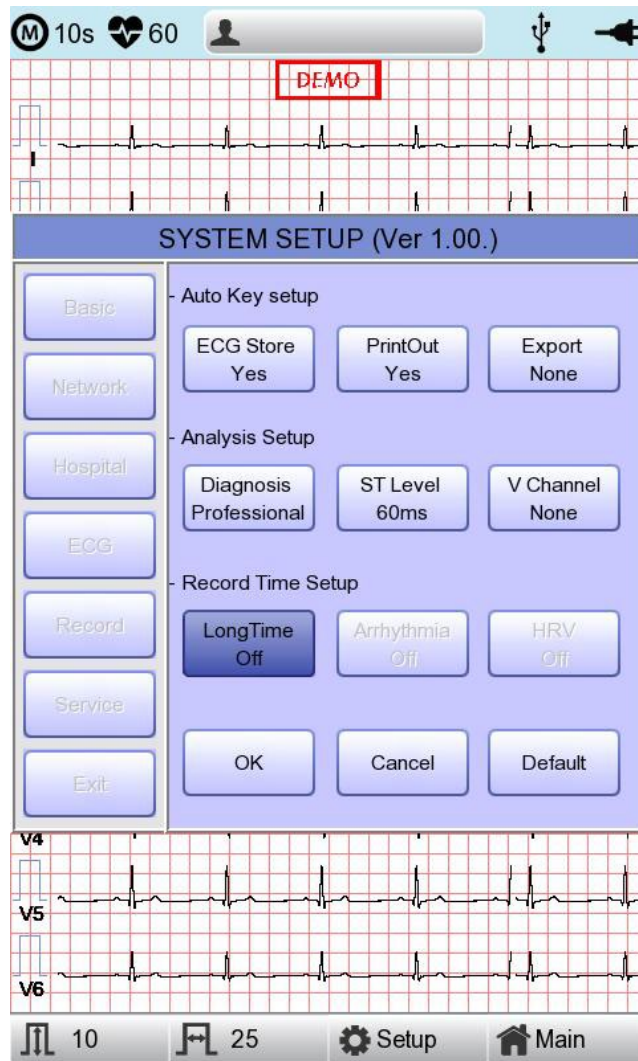 M 10s 60
DEMO
I
SYSTEM SETUP (Ver 1.00.)
Basic
Network
Hospital
ECG
Record
Service
Exit
- Auto Key setup
ECG Store
Yes
PrintOut
Yes
Export
None
- Analysis Setup
Diagnosis
Professional
ST Level
60ms
V Channel
None
- Record Time Setup
LongTime
Off
Arrhythmia
Off
HRV
Off
OK
Cancel
Default
V4
V5
V6
10
25
Setup
Main